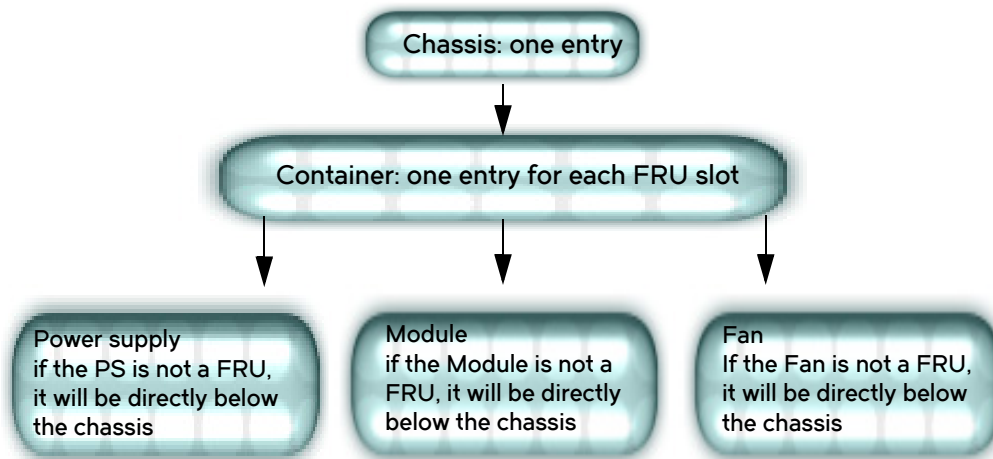 Chassis: one entry
Container: one entry for each FRU slot
Power supply
if the PS is not a FRU,
it will be directly below
the chassis
Module
if the Module is not a
FRU, it will be directly
below the chassis
Fan
If the Fan is not a FRU,
it will be directly below
the chassis